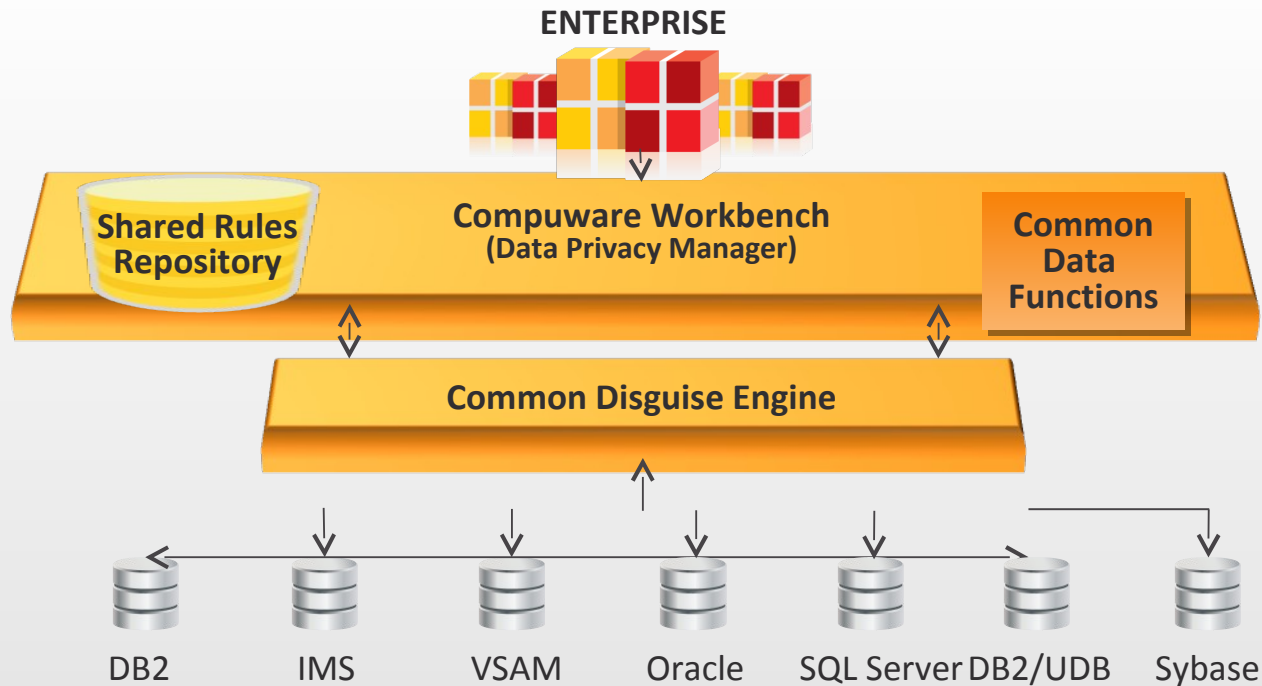 ENTERPRISE
Shared Rules
Repository
Compuware Workbench
(Data Privacy Manager)
Common
Data
Functions
Common Disguise Engine
DB2
IMS
VSAM
Oracle
SQL Server
DB2/UDB
Sybase